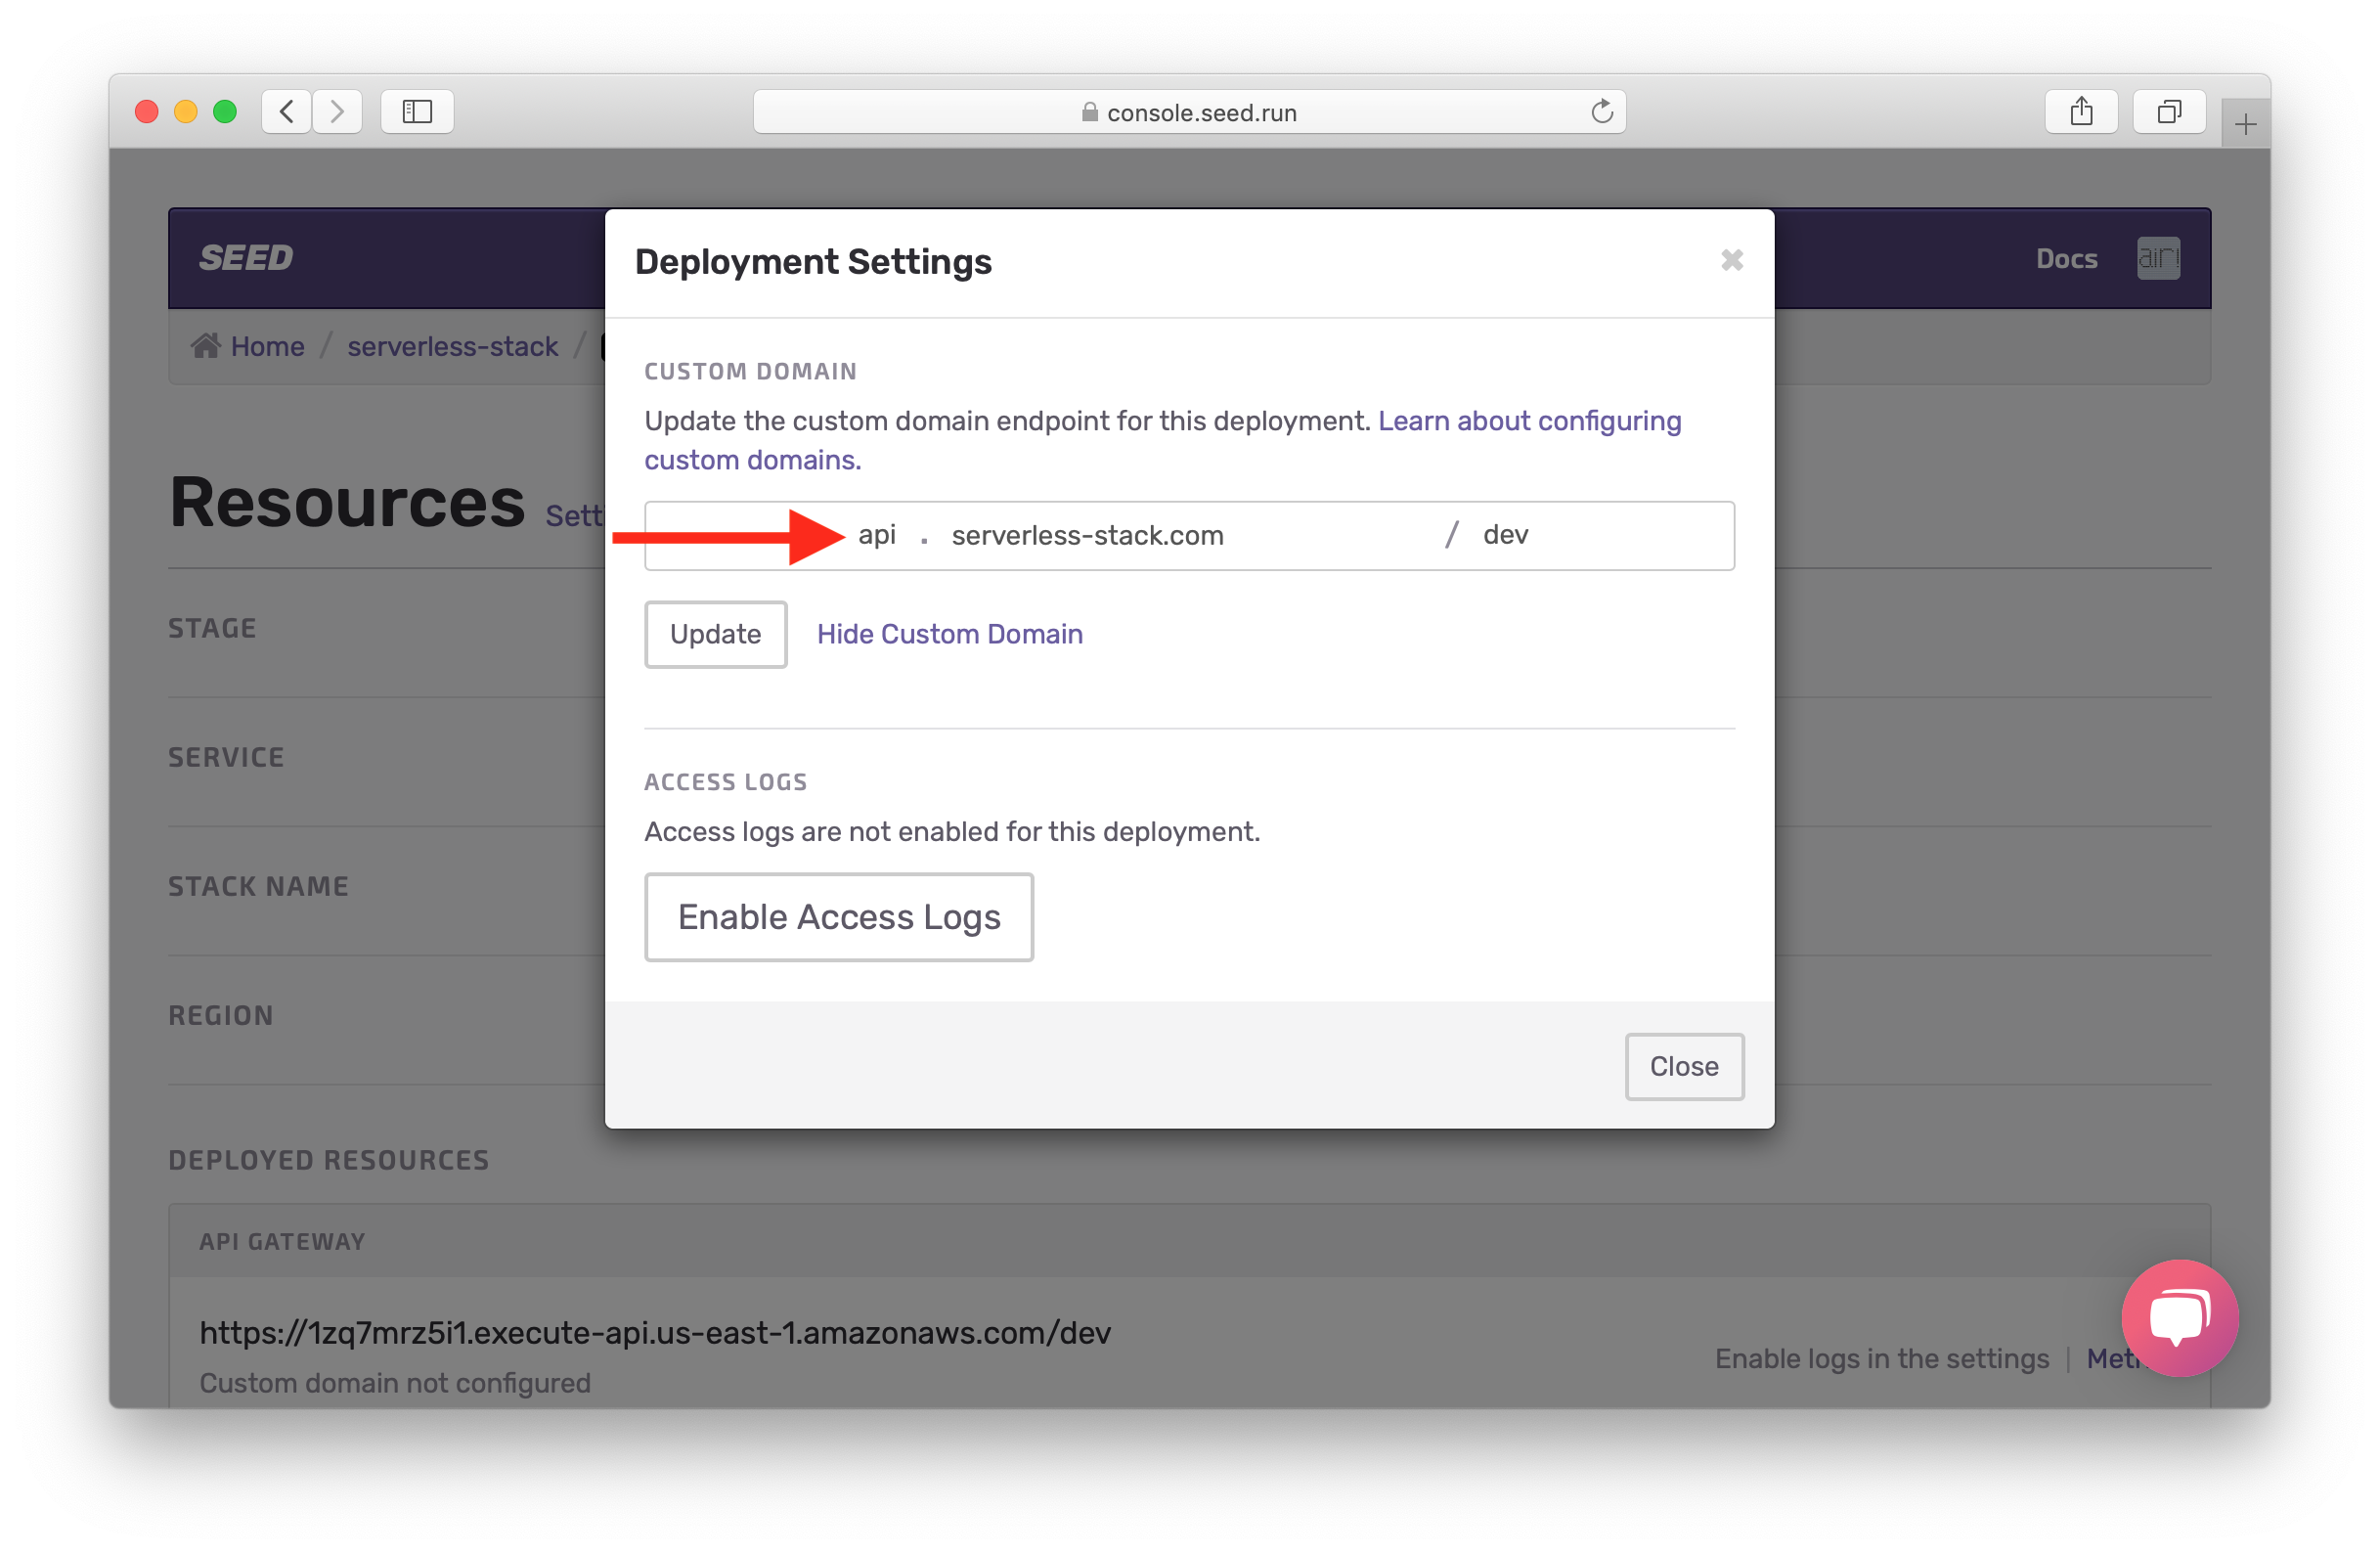 console.seed.run
SEED
Docs
Home / serverless-stack /
Resources
Deployment Settings
CUSTOM DOMAIN
Update the custom domain endpoint for this deployment. Learn about configuring
custom domains.
api . serverless-stack.com / dev
Update Hide Custom Domain
ACCESS LOGS
Access logs are not enabled for this deployment.
Enable Access Logs
Close
STAGE
SERVICE
STACK NAME
REGION
DEPLOYED RESOURCES
API GATEWAY
https://1zq7mrz5i1.execute-api.us-east-1.amazonaws.com/dev
Custom domain not configured
Enable logs in the settings |